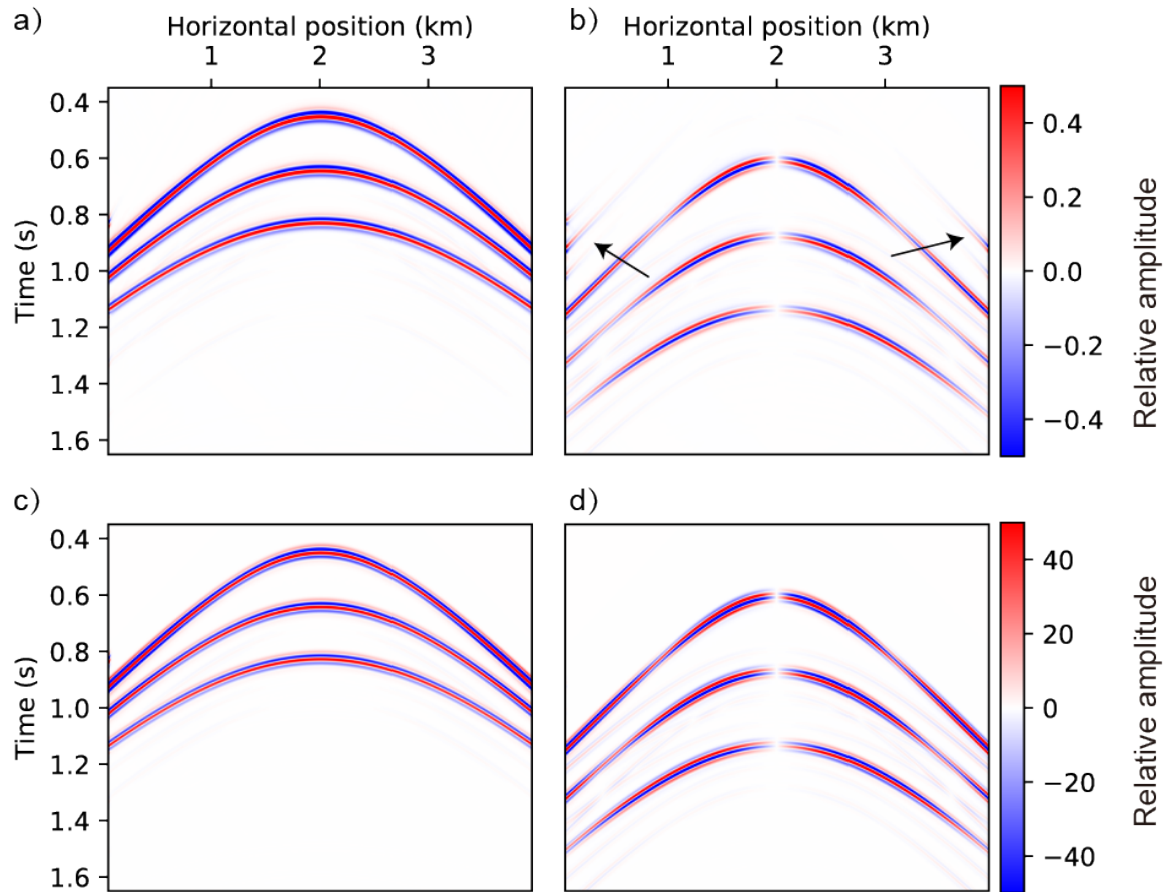 a)
Horizontal position (km)
1 2 3
b)
Horizontal position (km)
1 2 3
Time (s)
0.4
0.6
0.8
1.0
1.2
1.4
1.6
0.4
0.2
0.0
−0.2
−0.4
Relative amplitude
c)
d)
Time (s)
0.4
0.6
0.8
1.0
1.2
1.4
1.6
40
20
0
−20
−40
Relative amplitude